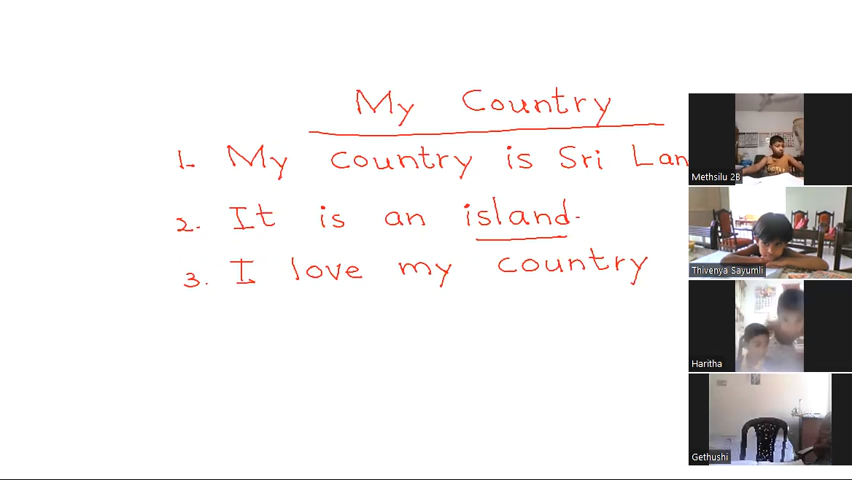 My Country
1. My country is Sri Lan
2. It is an island.
3. I love my country
Methsilu 2B
Thivenya Sayumli
Haritha
Gethushi